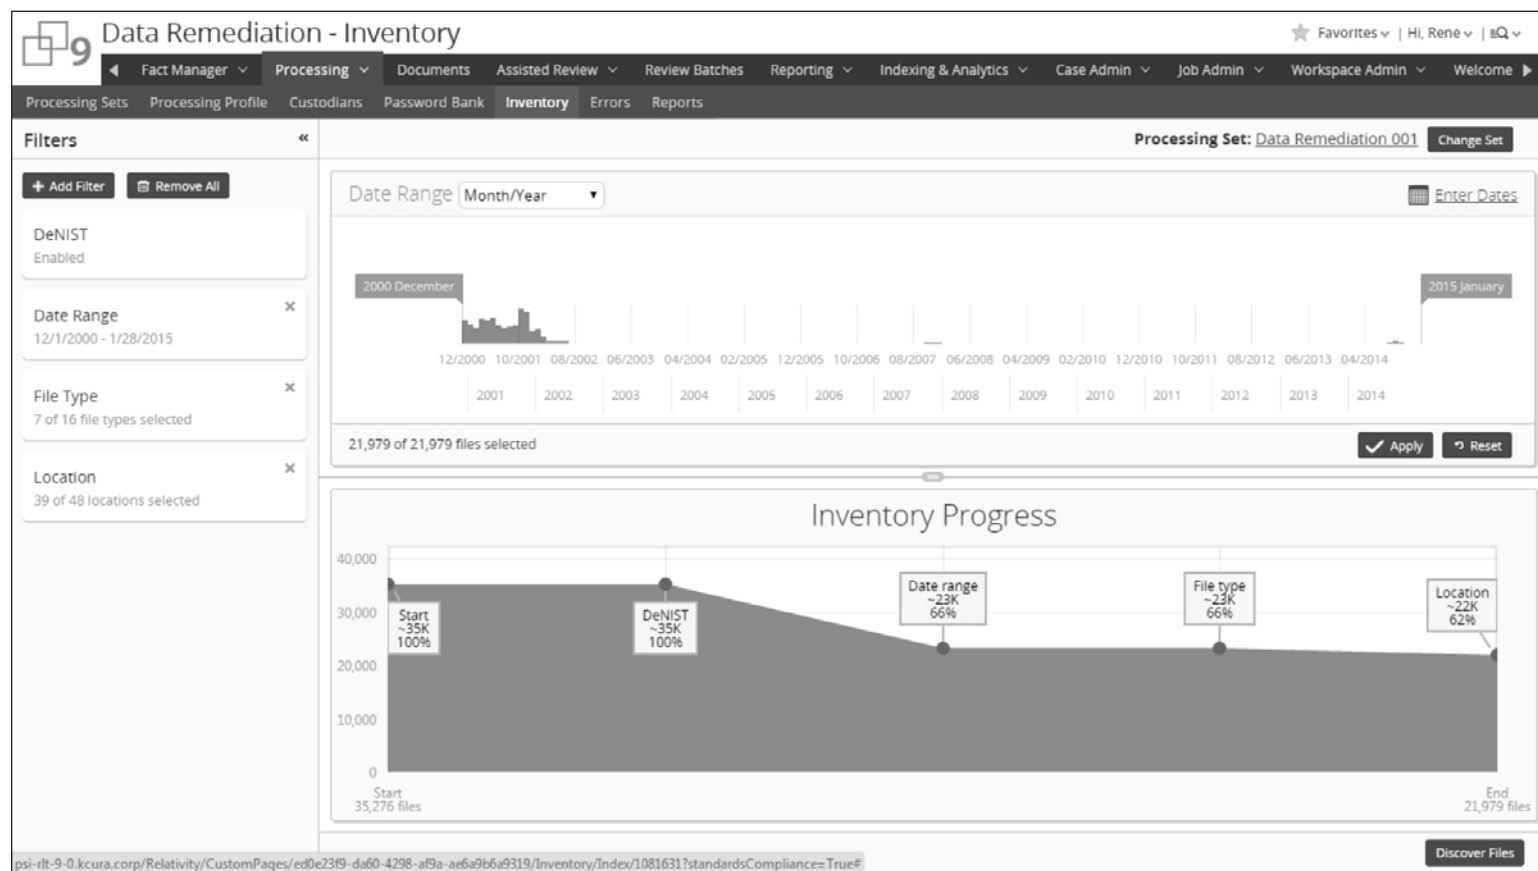 9 Data Remediation - Inventory
Favorites | Hi, Rene |
Fact Manager Processing Documents Assisted Review Review Batches Reporting Indexing & Analytics Case Admin Job Admin Workspace Admin Welcome
Processing Sets Processing Profile Custodians Password Bank Inventory Errors Reports
Filters «
Processing Set: Data Remediation 001 Change Set
+ Add Filter Remove All
DeNIST
Enabled
Date Range
12/1/2000 - 1/28/2015
File Type
7 of 16 file types selected
Location
39 of 48 locations selected
Date Range Month/Year Enter Dates
2000 December 2015 January
12/2000 10/2001 08/2002 06/2003 04/2004 02/2005 12/2005 10/2006 08/2007 06/2008 04/2009 02/2010 12/2010 10/2011 08/2012 06/2013 04/2014
2001 2002 2003 2004 2005 2006 2007 2008 2009 2010 2011 2012 2013 2014
21,979 of 21,979 files selected Apply Reset
Inventory Progress
40,000
30,000
20,000
10,000
0
Start
~35K
100%
DeNIST
~35K
100%
Date range
~23K
66%
File type
~23K
66%
Location
~22K
62%
Start
35,276 files
End
21,979 files
Discover Files
psi-rlt-9-0.kcura.corp/Relativity/CustomPages/ed0e23f9-da60-4298-af9a-ae6a9b6a9319/Inventory/Index/1081631?standardsCompliance=True#